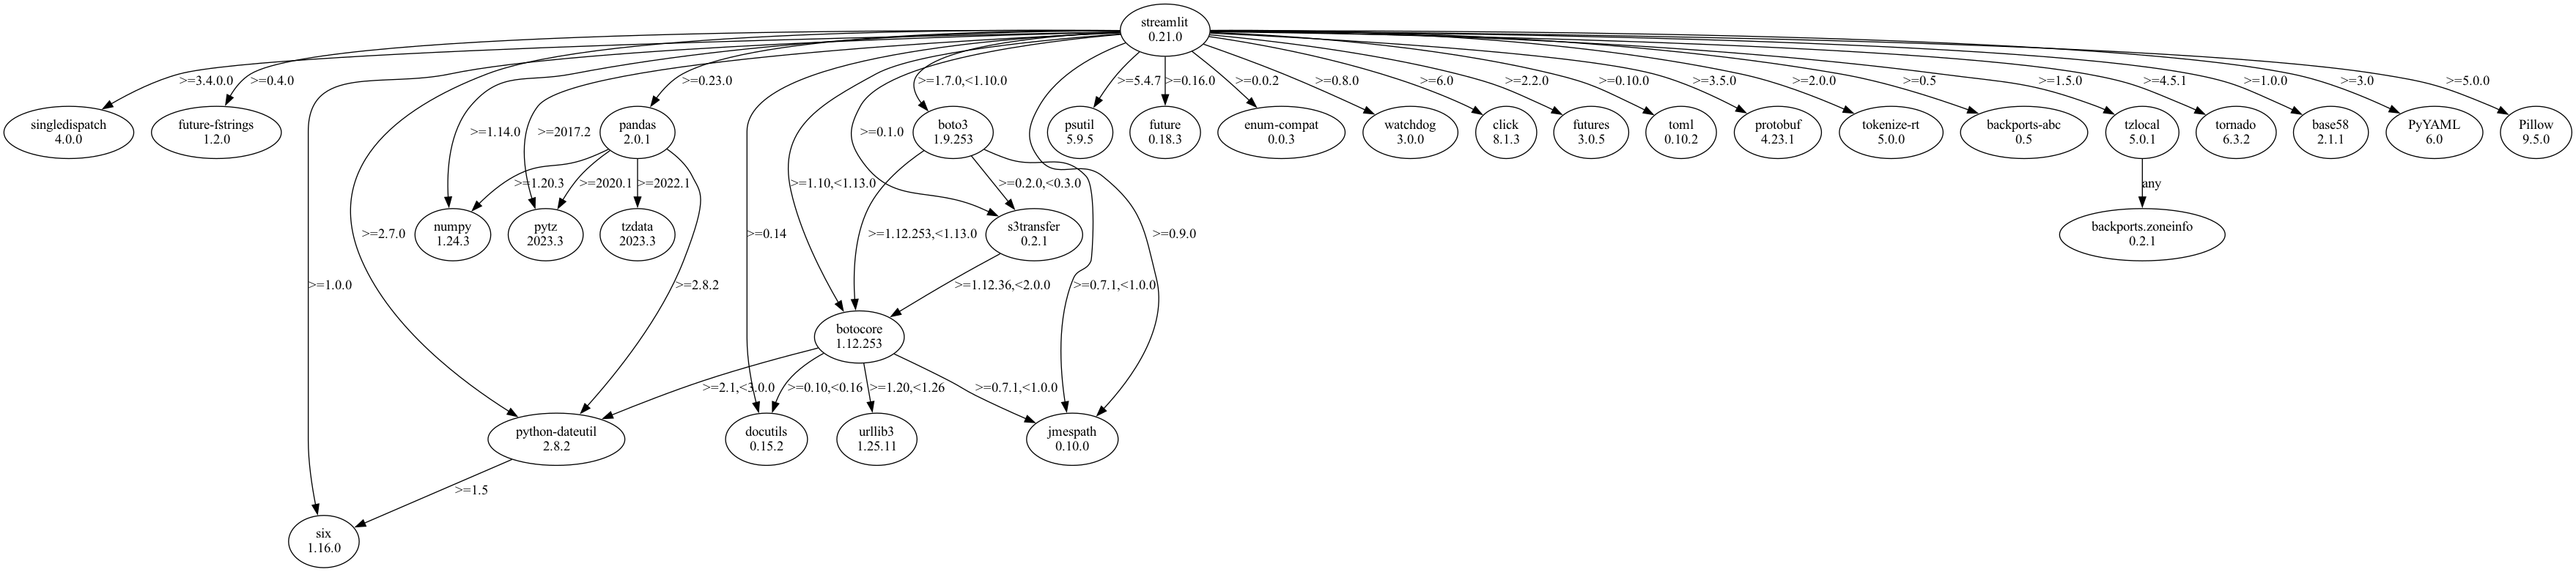 streamlit
0.21.0
>=3.4.0.0
>=0.4.0
>=0.23.0
>=1.7.0,<1.10.0
>=5.4.7
>=0.16.0
>=0.0.2
>=0.8.0
>=6.0
>=2.2.0
>=0.10.0
>=3.5.0
>=2.0.0
>=0.5
>=1.5.0
>=4.5.1
>=1.0.0
>=3.0
>=5.0.0
singledispatch
4.0.0
future-fstrings
1.2.0
>=1.14.0
>=2017.2
pandas
2.0.1
>=0.1.0
boto3
1.9.253
psutil
5.9.5
future
0.18.3
enum-compat
0.0.3
watchdog
3.0.0
click
8.1.3
futures
3.0.5
toml
0.10.2
protobuf
4.23.1
tokenize-rt
5.0.0
backports-abc
0.5
tzlocal
5.0.1
tornado
6.3.2
base58
2.1.1
PyYAML
6.0
Pillow
9.5.0
>=1.20.3
>=2020.1
>=2022.1
>=1.10,<1.13.0
>=0.2.0,<0.3.0
any
>=2.7.0
numpy
1.24.3
pytz
2023.3
tzdata
2023.3
>=0.14
>=1.12.253,<1.13.0
s3transfer
0.2.1
>=0.9.0
backports.zoneinfo
0.2.1
>=1.0.0
>=2.8.2
>=1.12.36,<2.0.0
>=0.7.1,<1.0.0
botocore
1.12.253
>=2.1,<3.0.0
>=0.10,<0.16
>=1.20,<1.26
>=0.7.1,<1.0.0
python-dateutil
2.8.2
docutils
0.15.2
urllib3
1.25.11
jmespath
0.10.0
>=1.5
six
1.16.0